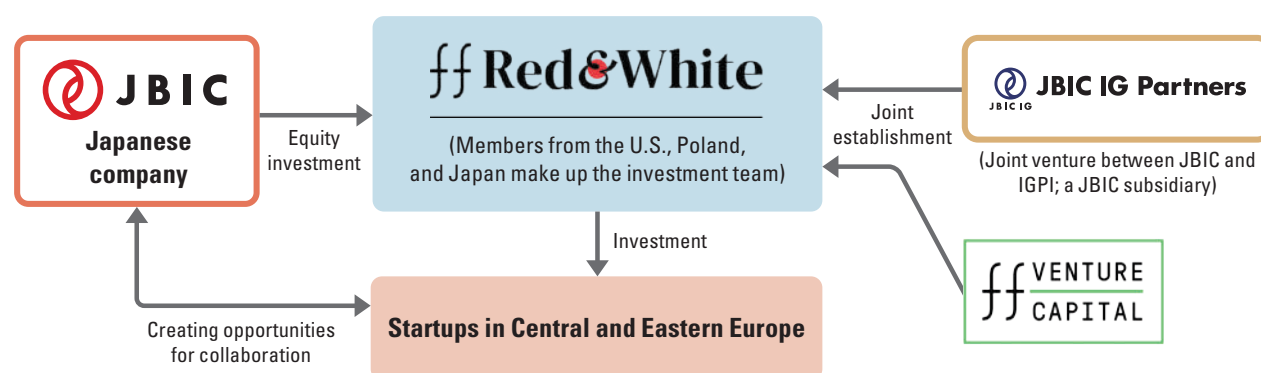 JBIC
Japanese
company
Equity
investment
ff Red&White
(Members from the U.S., Poland,
and Japan make up the investment team)
Joint
establishment
JBIC IG
JBIC IG Partners
(Joint venture between JBIC and
IGPI; a JBIC subsidiary)
Investment
ff VENTURE
CAPITAL
Creating opportunities
for collaboration
Startups in Central and Eastern Europe